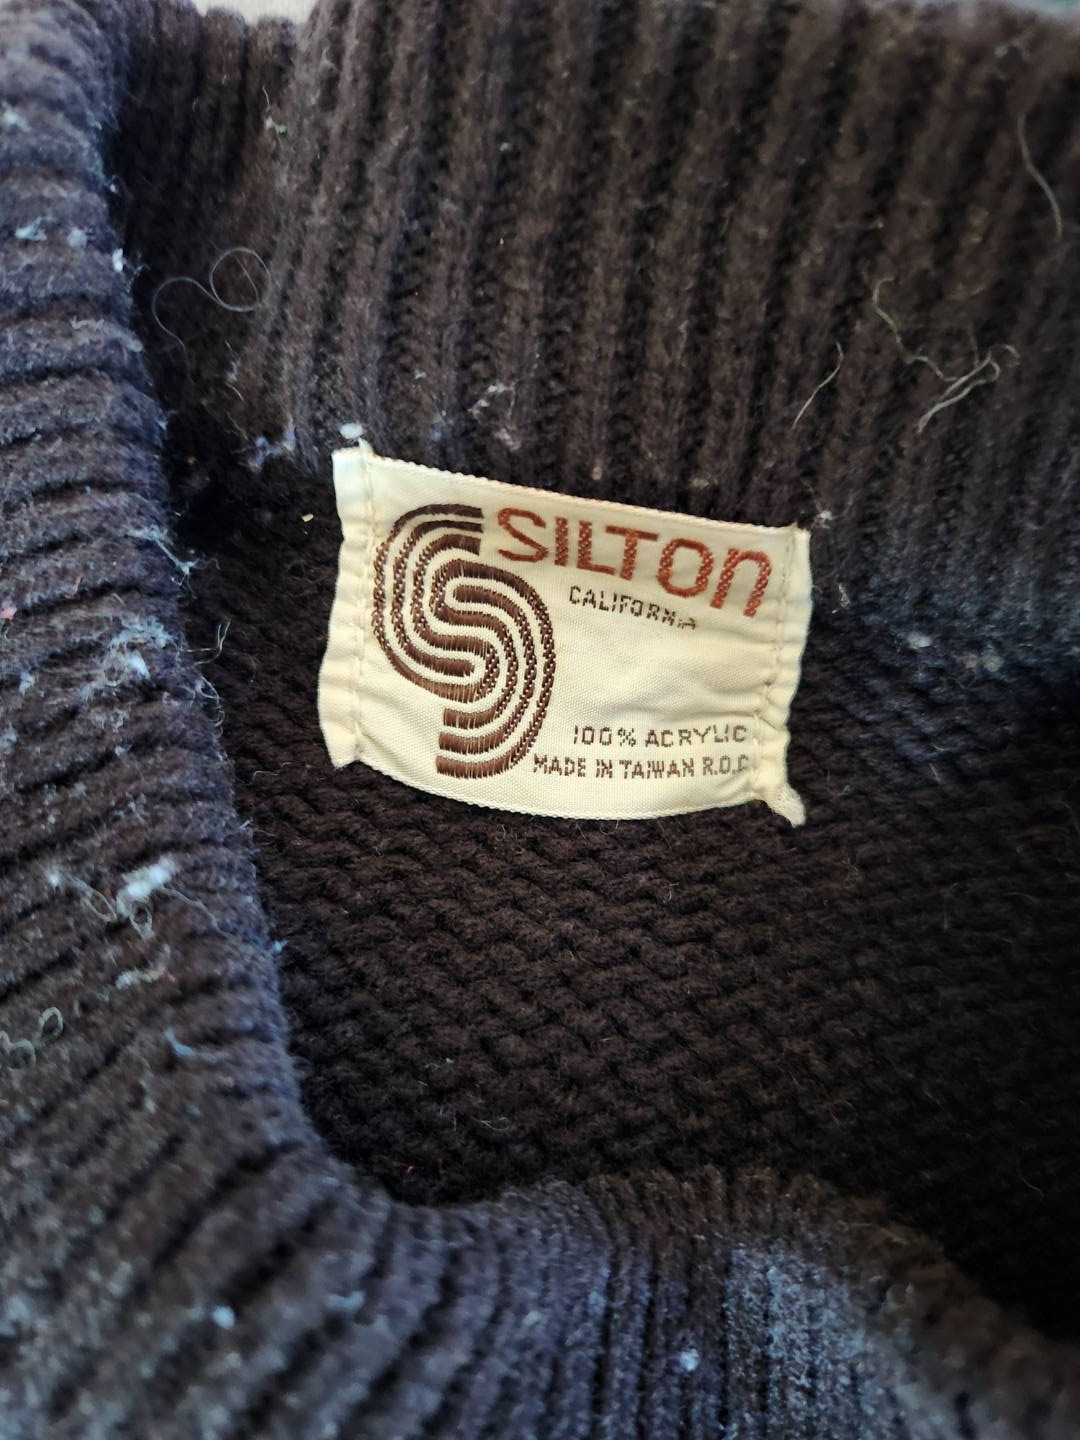 SILTON
CALIFORNIA
100% ACRYLIC
MADE IN TAIWAN R.O.C